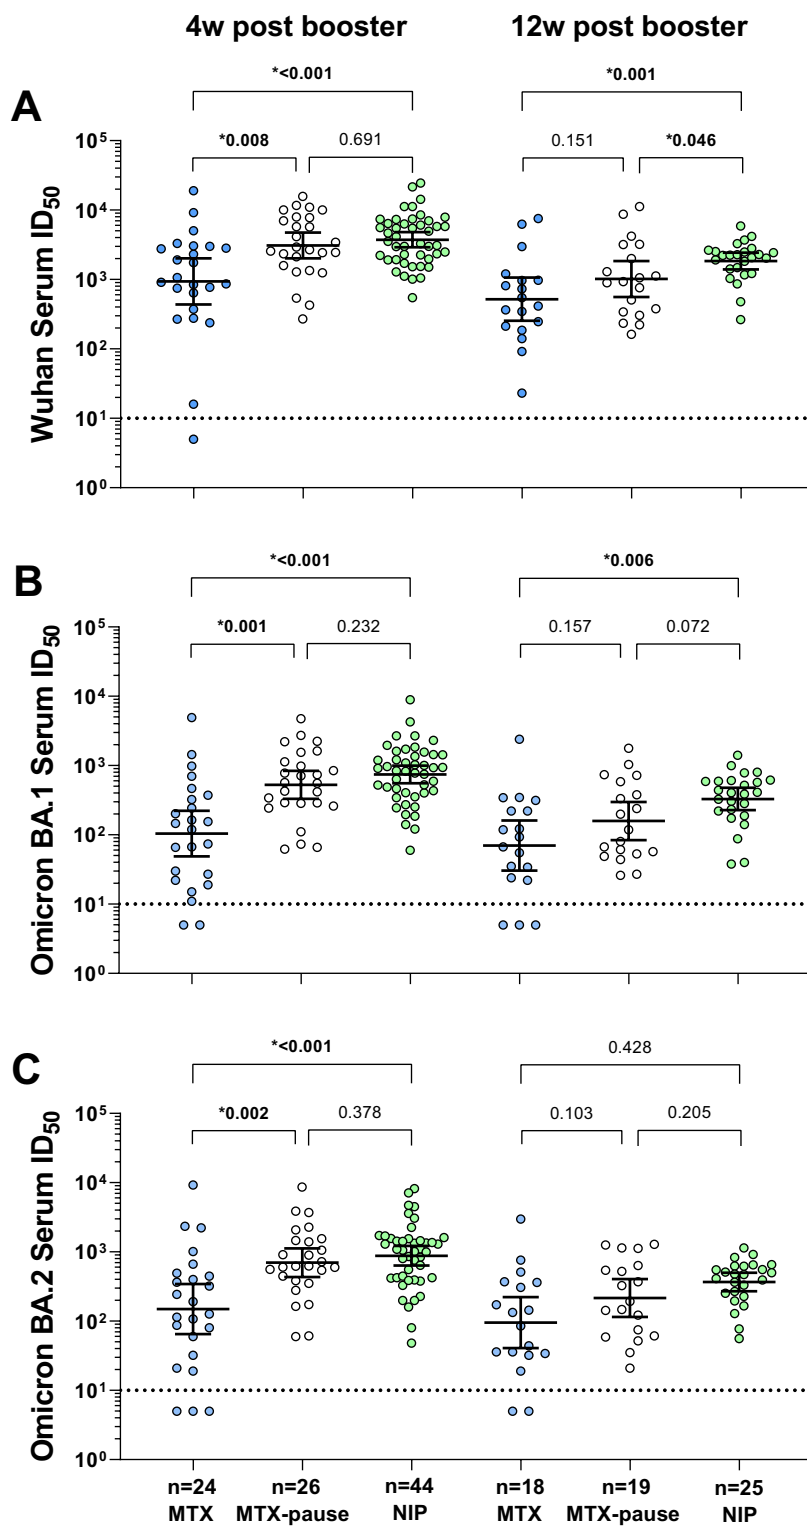 4w post booster 12w post booster
*<0.001 *0.001
A
*0.008 0.691 0.151 *0.046
Wuhan Serum ID50
10⁵
10⁴
10³
10²
10¹
10⁰
*<0.001 *0.006
B
*0.001 0.232 0.157 0.072
Omicron BA.1 Serum ID50
10⁵
10⁴
10³
10²
10¹
10⁰
*<0.001 0.428
C
*0.002 0.378 0.103 0.205
Omicron BA.2 Serum ID50
10⁵
10⁴
10³
10²
10¹
10⁰
n=24 n=26 n=44 n=18 n=19 n=25
MTX MTX-pause NIP MTX MTX-pause NIP